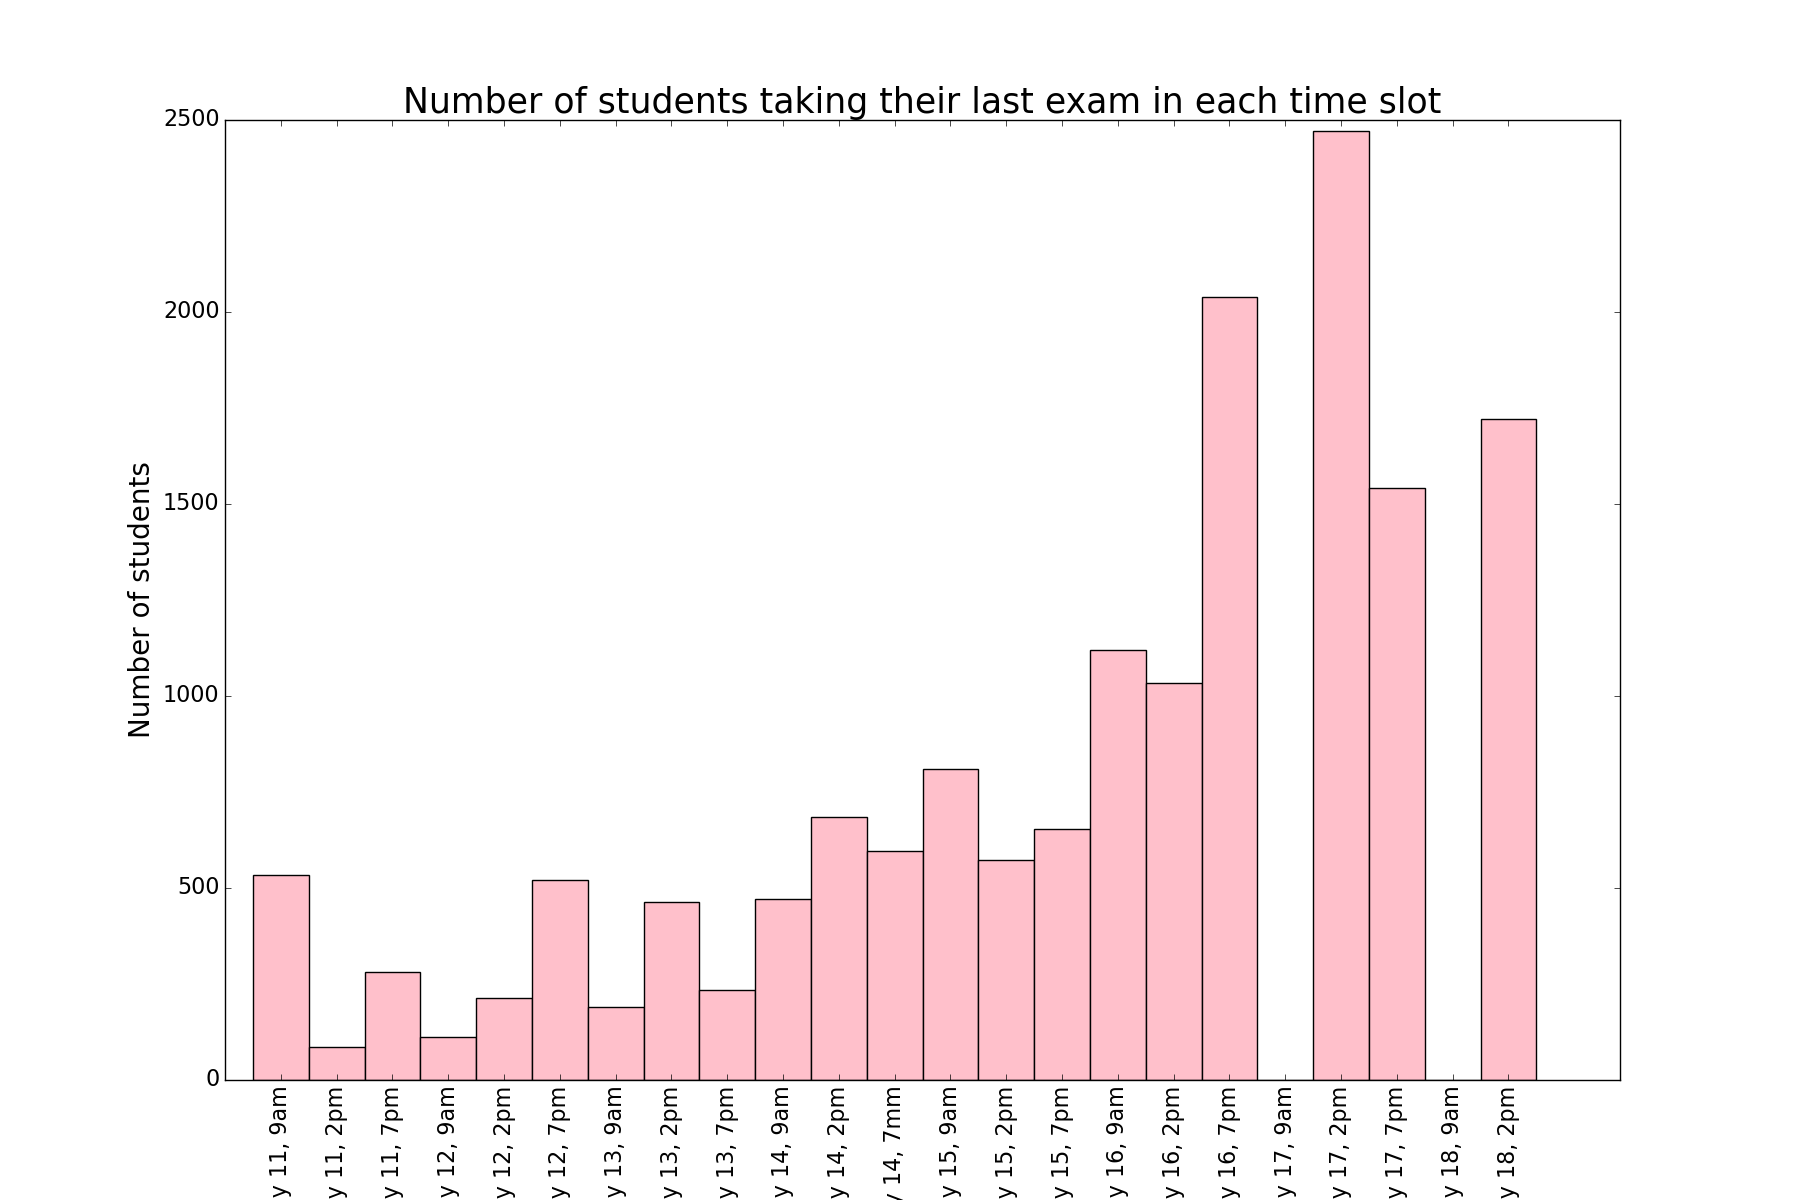 Number of students taking their last exam in each time slot
Number of students
2500
2000
1500
1000
500
0
y 11, 9am
y 11, 2pm
y 11, 7pm
y 12, 9am
y 12, 2pm
y 12, 7pm
y 13, 9am
y 13, 2pm
y 13, 7pm
y 14, 9am
y 14, 2pm
y 14, 7mm
y 15, 9am
y 15, 2pm
y 15, 7pm
y 16, 9am
y 16, 2pm
y 16, 7pm
y 17, 9am
y 17, 2pm
y 17, 7pm
y 18, 9am
y 18, 2pm